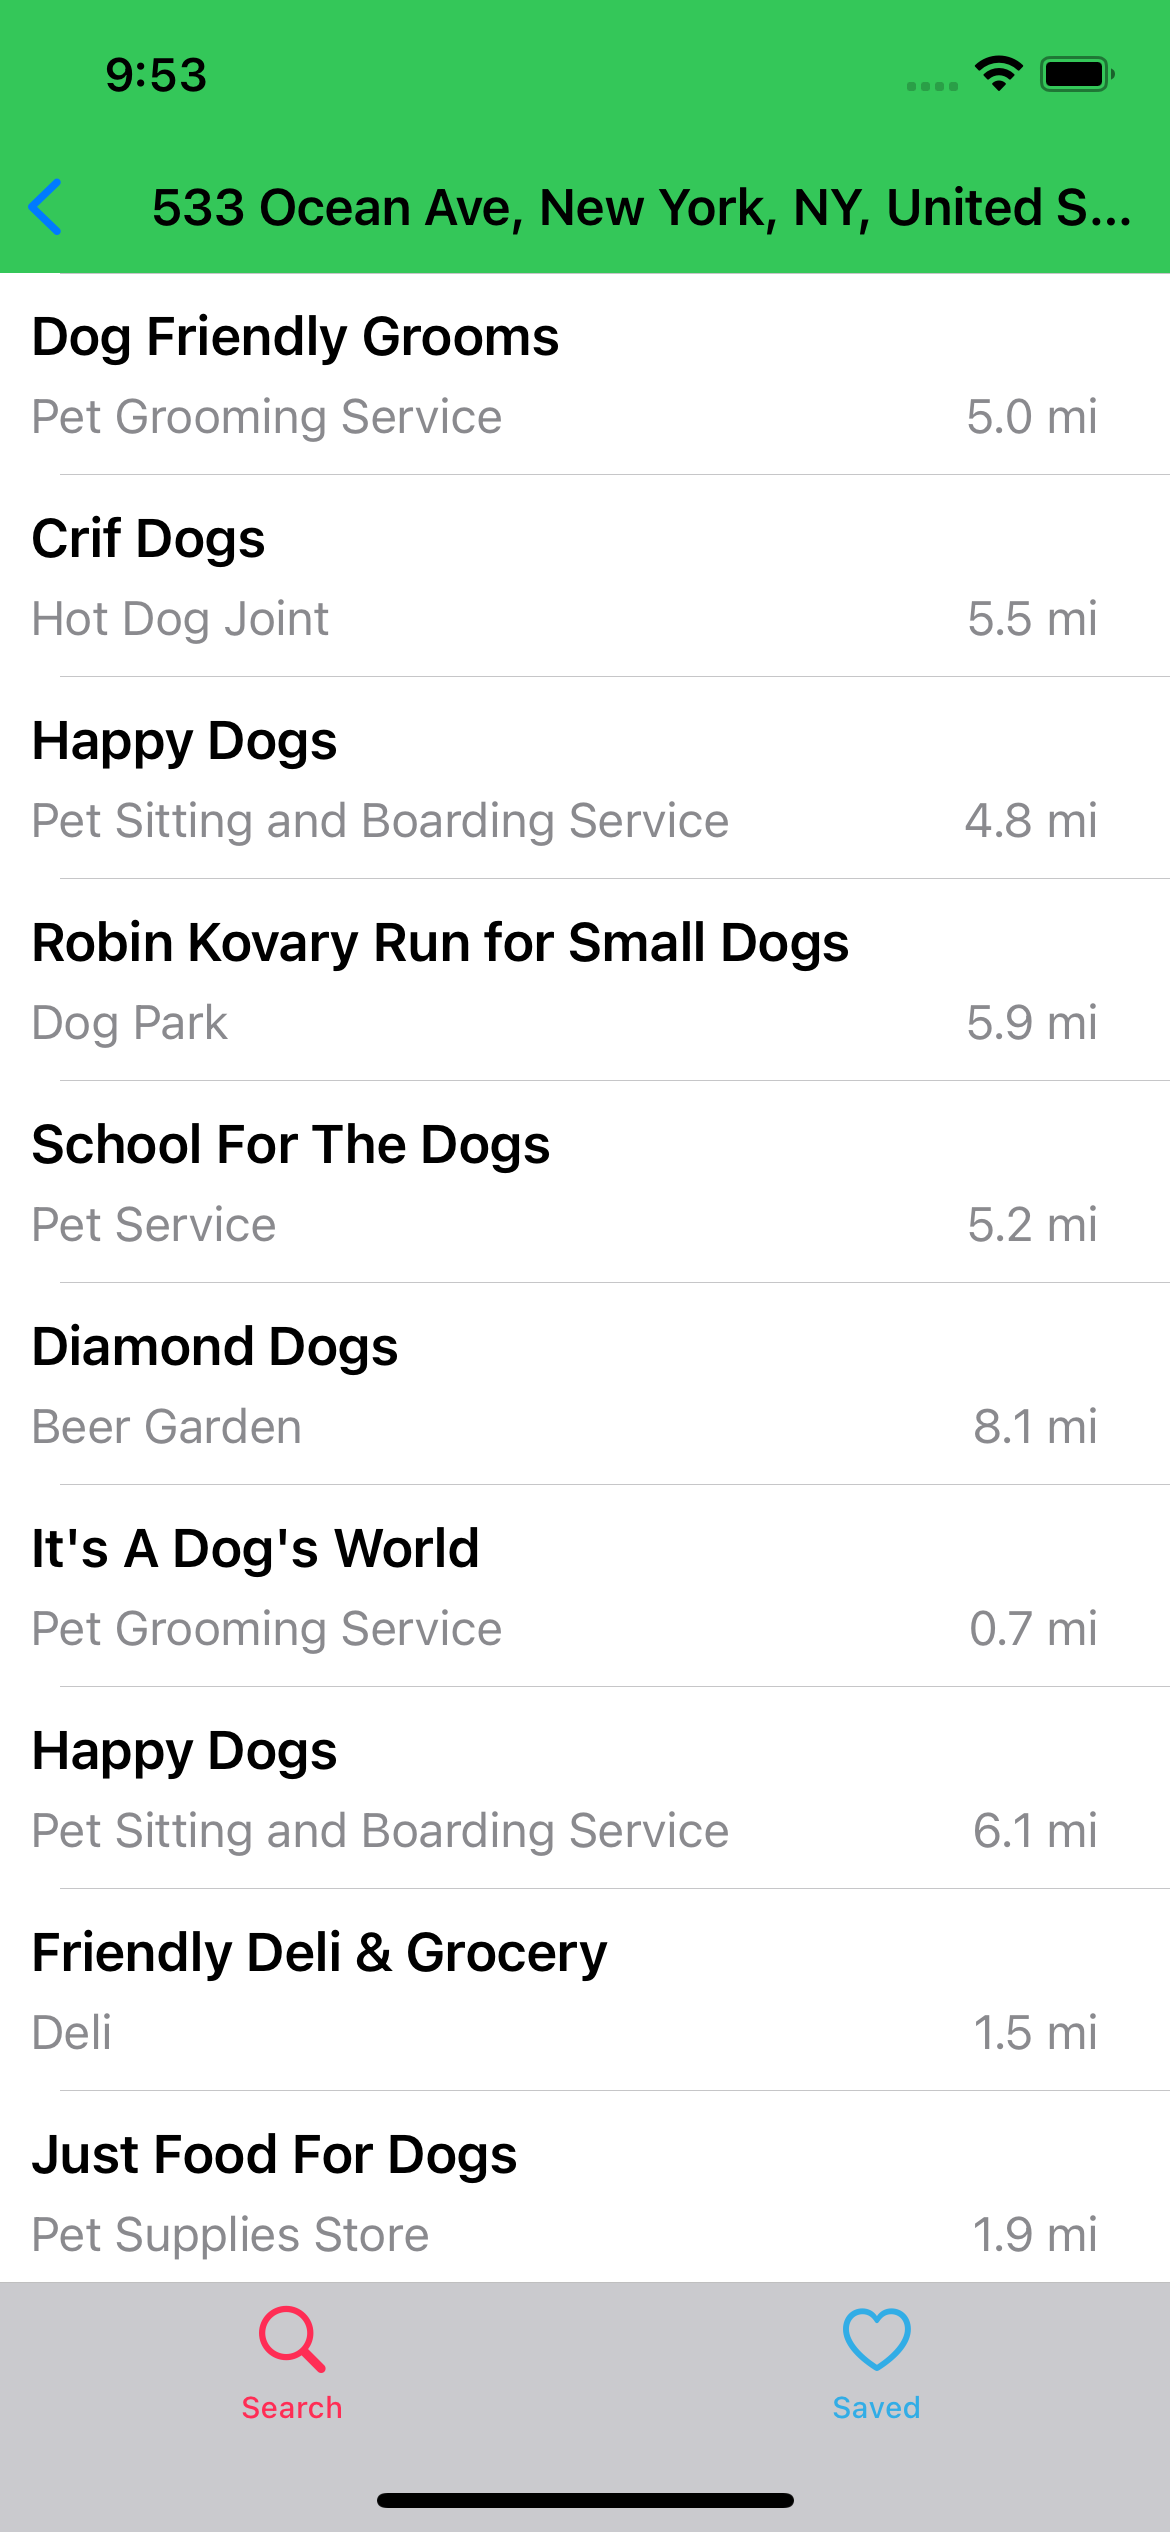 9:53
533 Ocean Ave, New York, NY, United S...
Dog Friendly Grooms
Pet Grooming Service 5.0 mi
Crif Dogs
Hot Dog Joint 5.5 mi
Happy Dogs
Pet Sitting and Boarding Service 4.8 mi
Robin Kovary Run for Small Dogs
Dog Park 5.9 mi
School For The Dogs
Pet Service 5.2 mi
Diamond Dogs
Beer Garden 8.1 mi
It's A Dog's World
Pet Grooming Service 0.7 mi
Happy Dogs
Pet Sitting and Boarding Service 6.1 mi
Friendly Deli & Grocery
Deli 1.5 mi
Just Food For Dogs
Pet Supplies Store 1.9 mi
Search Saved